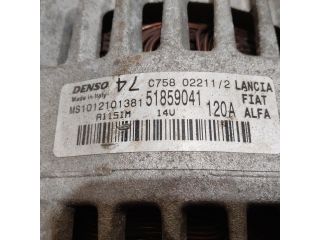 DENSO 74 C758 02211/2 LANCIA
Made in Italy
MS1012101381 51859041 FIAT
A115IM 14V 120A ALFA